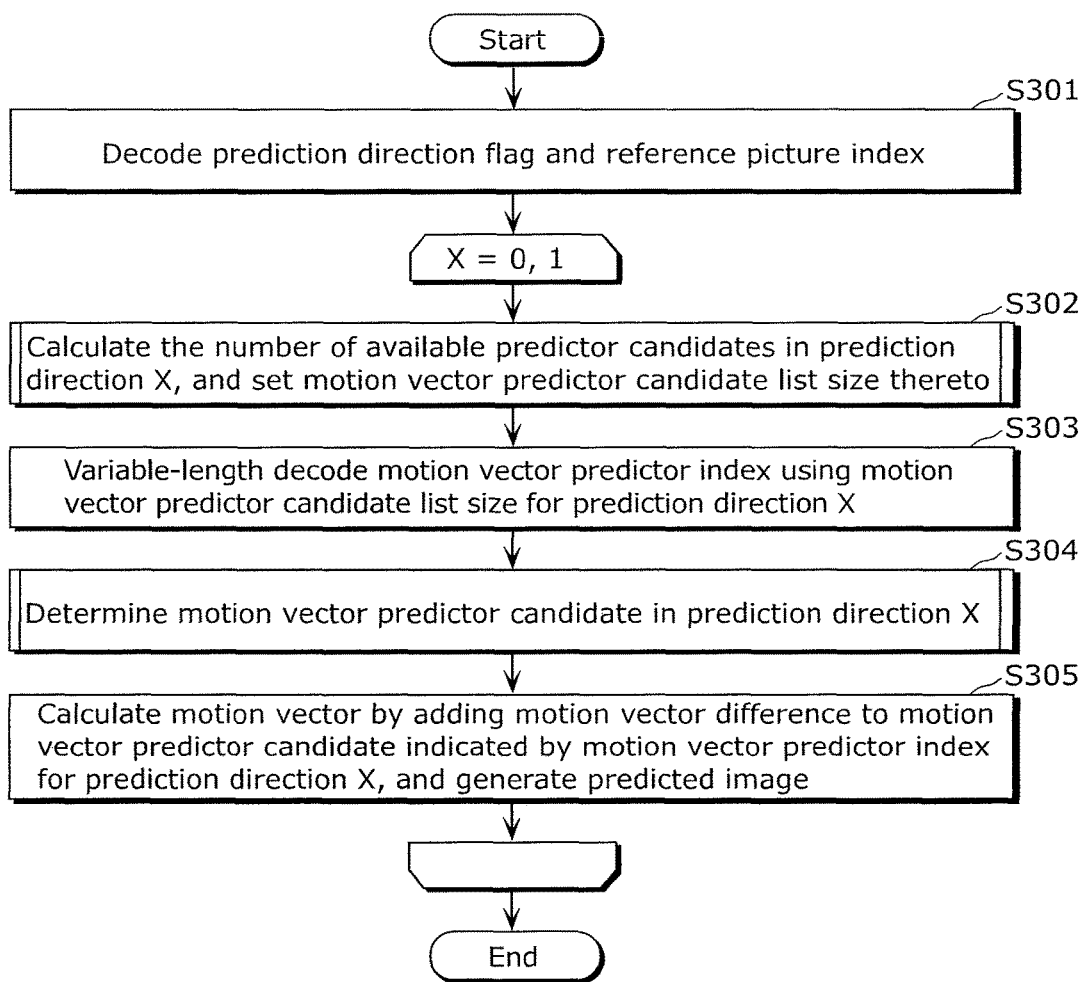 Start
S301
Decode prediction direction flag and reference picture index
X = 0, 1
S302
Calculate the number of available predictor candidates in prediction
direction X, and set motion vector predictor candidate list size thereto
S303
Variable-length decode motion vector predictor index using motion
vector predictor candidate list size for prediction direction X
S304
Determine motion vector predictor candidate in prediction direction X
S305
Calculate motion vector by adding motion vector difference to motion
vector predictor candidate indicated by motion vector predictor index
for prediction direction X, and generate predicted image
End